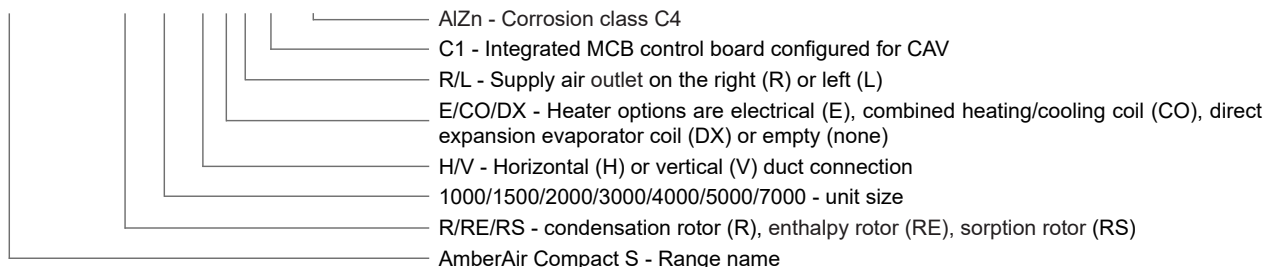 AlZn - Corrosion class C4
C1 - Integrated MCB control board configured for CAV
R/L - Supply air outlet on the right (R) or left (L)
E/CO/DX - Heater options are electrical (E), combined heating/cooling coil (CO), direct
expansion evaporator coil (DX) or empty (none)
H/V - Horizontal (H) or vertical (V) duct connection
1000/1500/2000/3000/4000/5000/7000 - unit size
R/RE/RS - condensation rotor (R), enthalpy rotor (RE), sorption rotor (RS)
AmberAir Compact S - Range name